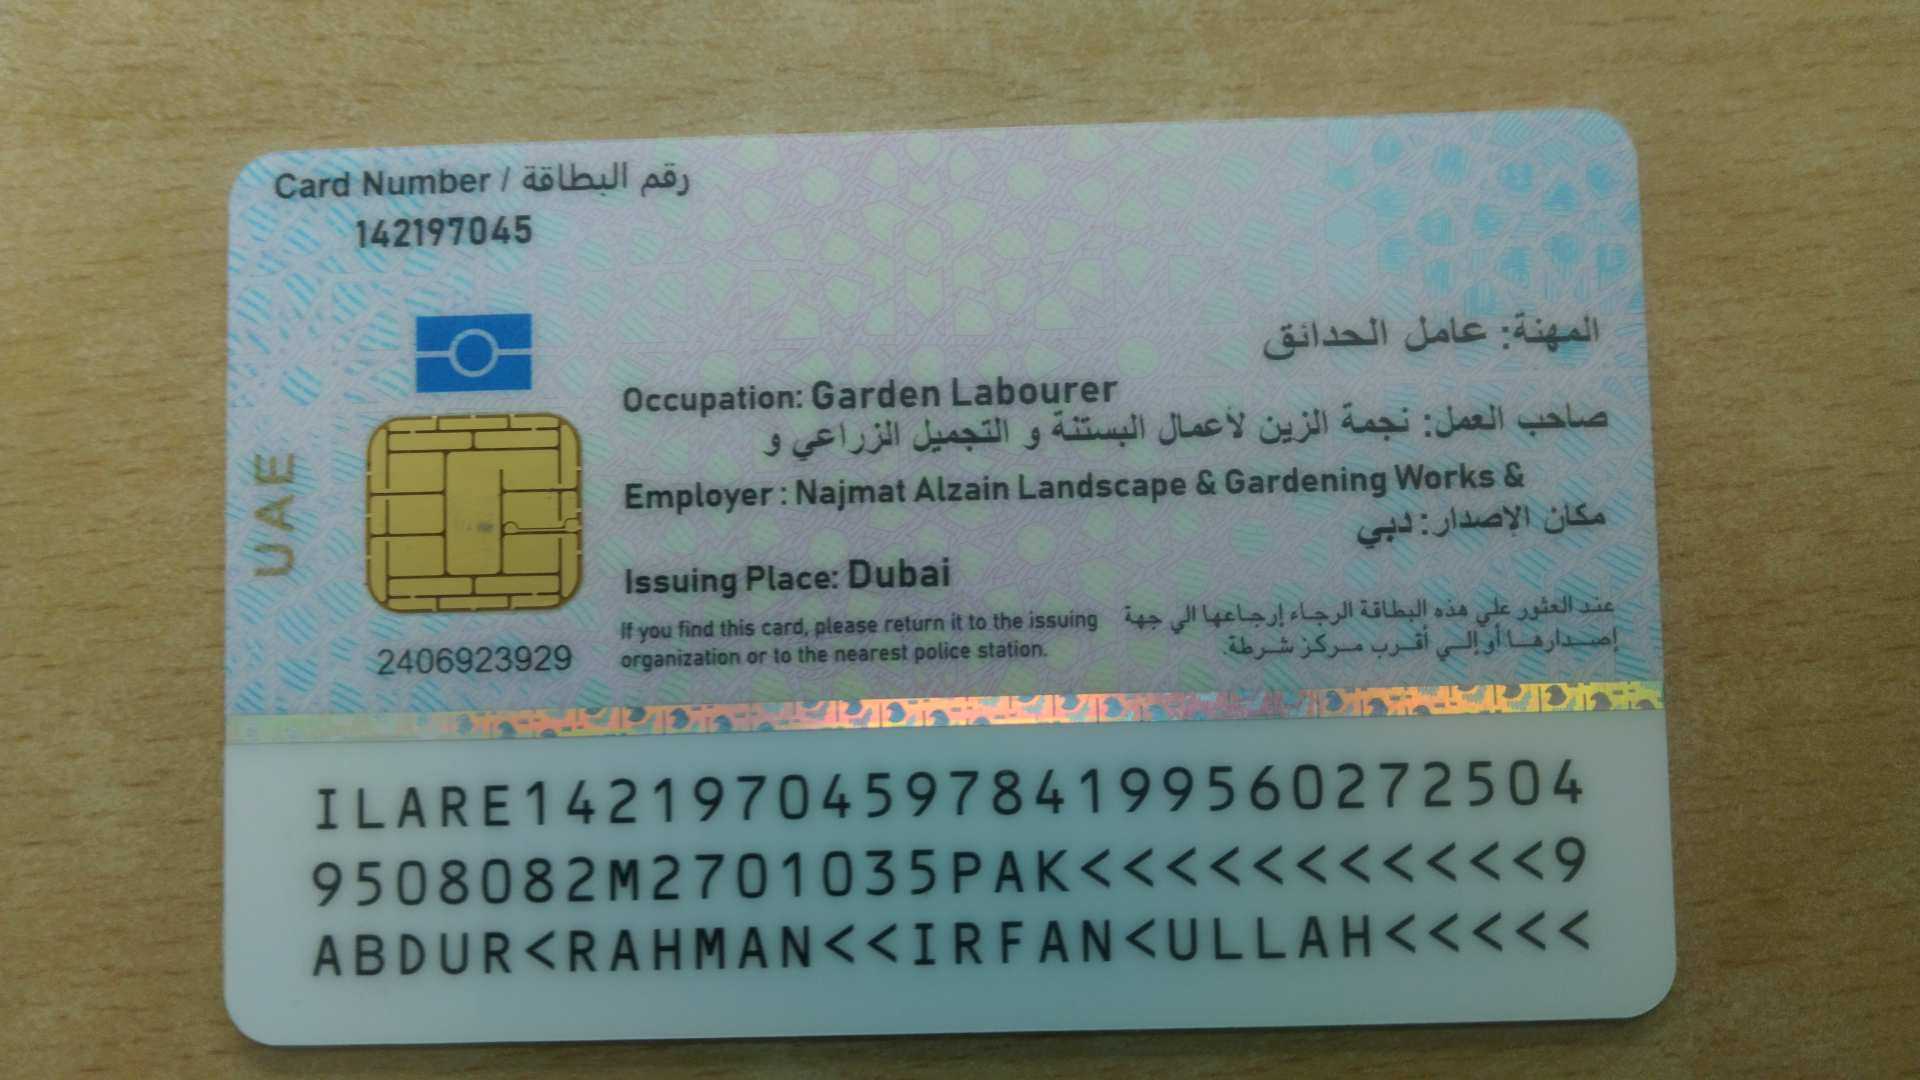 Card Number / رقم البطاقة
142197045
المهنة: عامل الحدائق
Occupation: Garden Labourer
صاحب العمل: نجمة الزين لأعمال البستنة و التجميل الزراعي و
Employer : Najmat Alzain Landscape & Gardening Works &
مكان الإصدار: دبي
Issuing Place: Dubai
UAE
If you find this card, please return it to the issuing
organization or to the nearest police station.
عند العثور علي هذه البطاقة الرجاء إرجاعها الي جهة
إصدارها أو إلي أقرب مركز شرطة.
2406923929
ILARE1421970459784199560272504
9508082M2701035PAK<<<<<<<<<<<9
ABDUR<RAHMAN<<IRFAN<ULLAH<<<<<